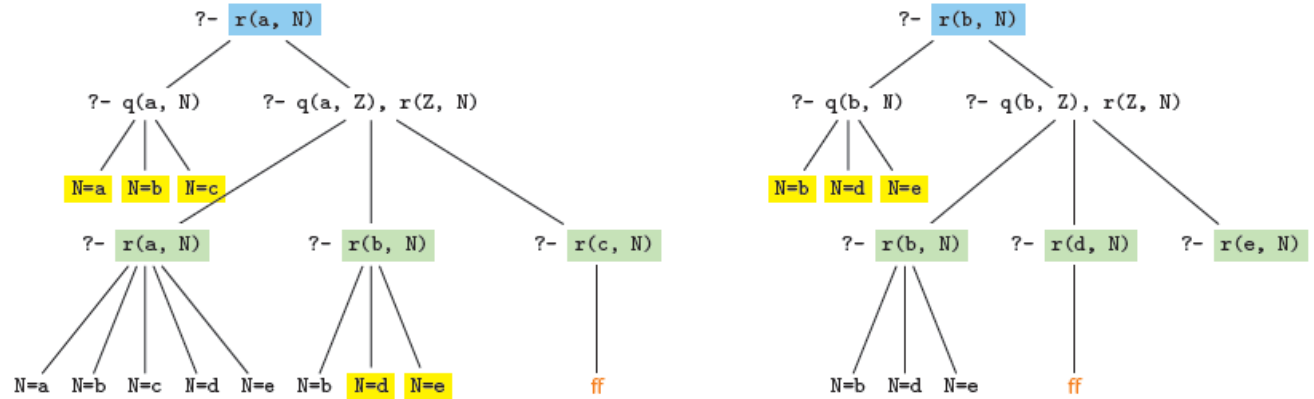 ?- r(a, N)
?- q(a, N) ?- q(a, Z), r(Z, N)
N=a N=b N=c
?- r(a, N) ?- r(b, N) ?- r(c, N)
N=a N=b N=c N=d N=e N=b N=d N=e ff
?- r(b, N)
?- q(b, N) ?- q(b, Z), r(Z, N)
N=b N=d N=e
?- r(b, N) ?- r(d, N) ?- r(e, N)
N=b N=d N=e ff